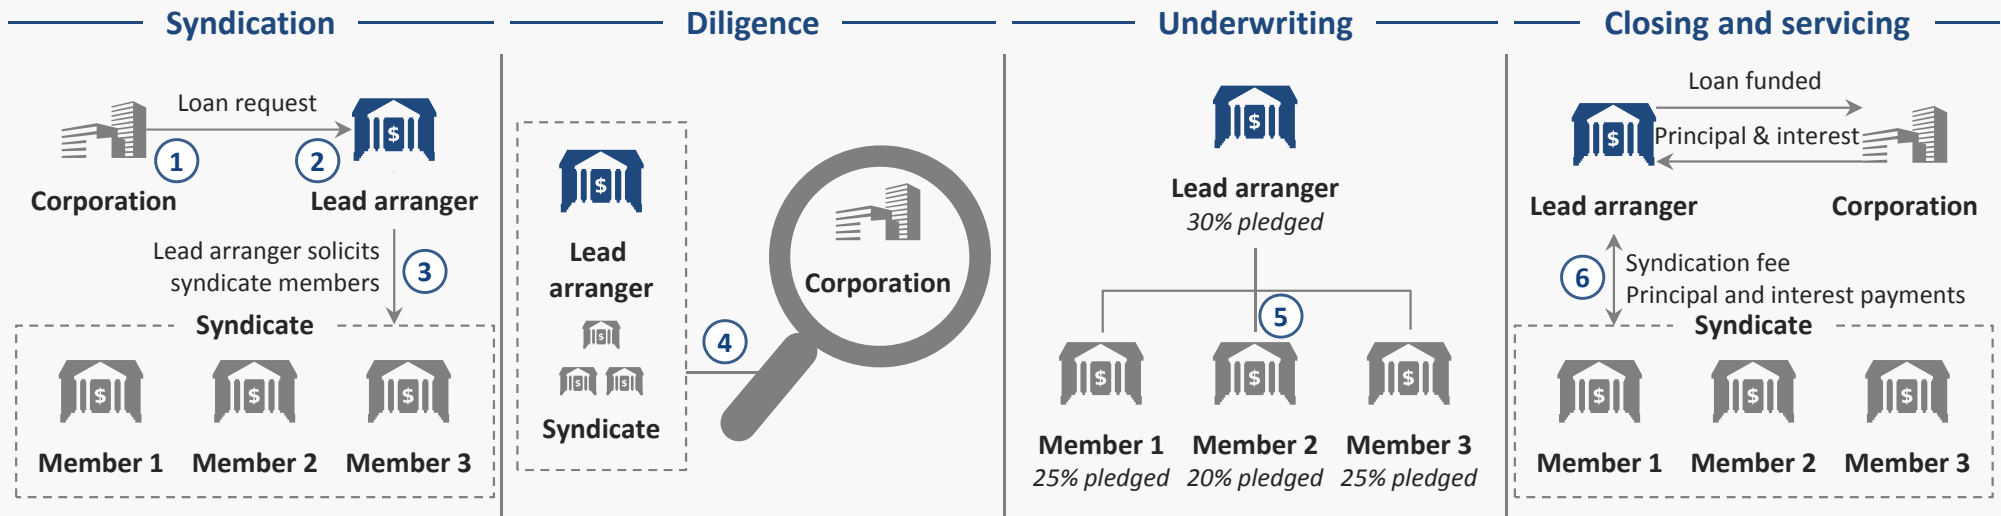 Syndication
Loan request
1
2
Corporation
Lead arranger
Lead arranger solicits
syndicate members
3
Syndicate
$
$
$
$
Member 1
Member 2
Member 3
Diligence
$
Lead
arranger
$
$
$
Syndicate
4
Corporation
Underwriting
$
Lead arranger
30% pledged
5
$
$
$
Member 1
Member 2
Member 3
25% pledged
20% pledged
25% pledged
Closing and servicing
Loan funded
$
Principal & interest
Lead arranger
Corporation
6
Syndication fee
Principal and interest payments
Syndicate
$
$
$
Member 1
Member 2
Member 3